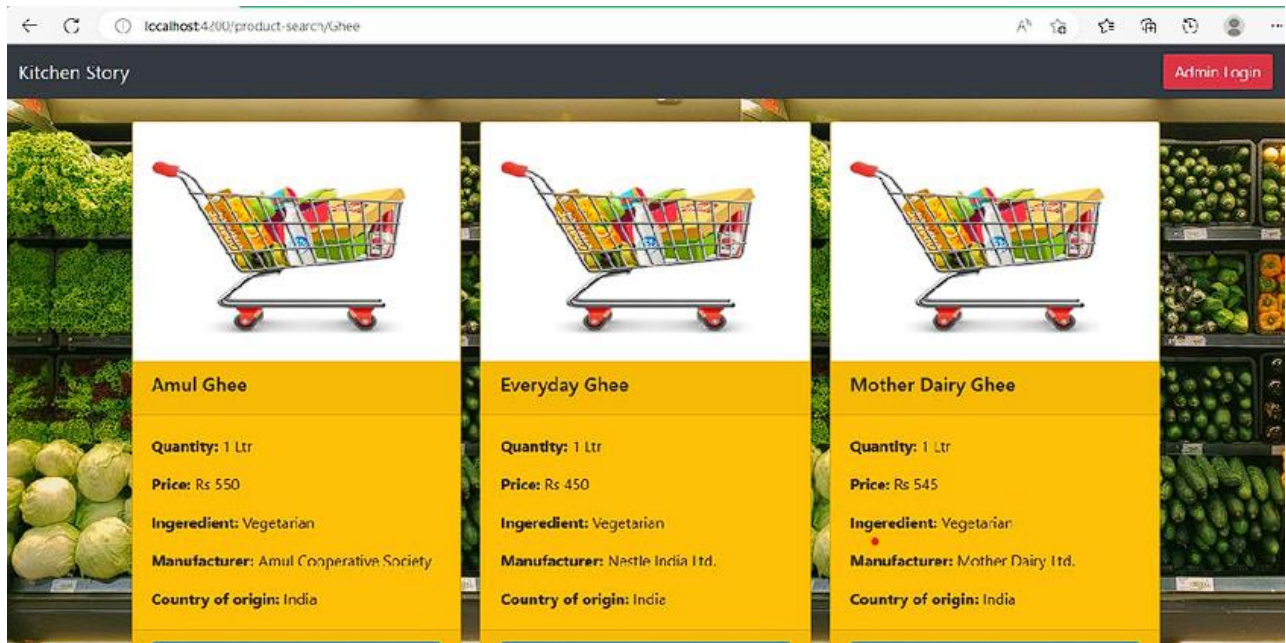 localhost:4200/product-search/Ghee
Kitchen Story
Admin Login
Amul Ghee
Quantity: 1 Ltr
Price: Rs 550
Ingeredient: Vegetarian
Manufacturer: Amul Cooperative Society
Country of origin: India
Everyday Ghee
Quantity: 1 Ltr
Price: Rs 450
Ingeredient: Vegetarian
Manufacturer: Nestle India Ltd.
Country of origin: India
Mother Dairy Ghee
Quantity: 1 Ltr
Price: Rs 545
Ingeredient: Vegetarian
Manufacturer: Mother Dairy Ltd.
Country of origin: India